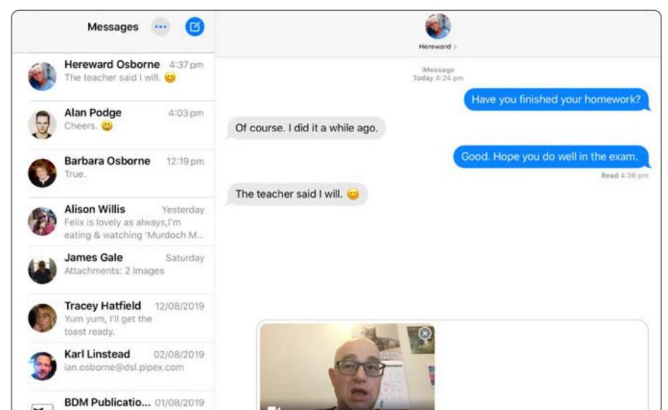 Messages
Hereward Osborne 4:37 pm
The teacher said I will. 😊
Alan Podge 4:03 pm
Cheers. 😃
Barbara Osborne 12:19 pm
True.
Alison Willis Yesterday
Felix is lovely as always,I'm
eating & watching 'Murdoch M...
James Gale Saturday
Attachments: 2 Images
Tracey Hatfield 12/08/2019
Yum yum, I'll get the
toast ready.
Karl Linstead 02/08/2019
ian.osborne@dsl.pipex.com
BDM Publicatio... 01/08/2019
Hereward >
iMessage
Today 4:24 pm
Have you finished your homework?
Of course. I did it a while ago.
Good. Hope you do well in the exam.
Read 4:36 pm
The teacher said I will. 😊